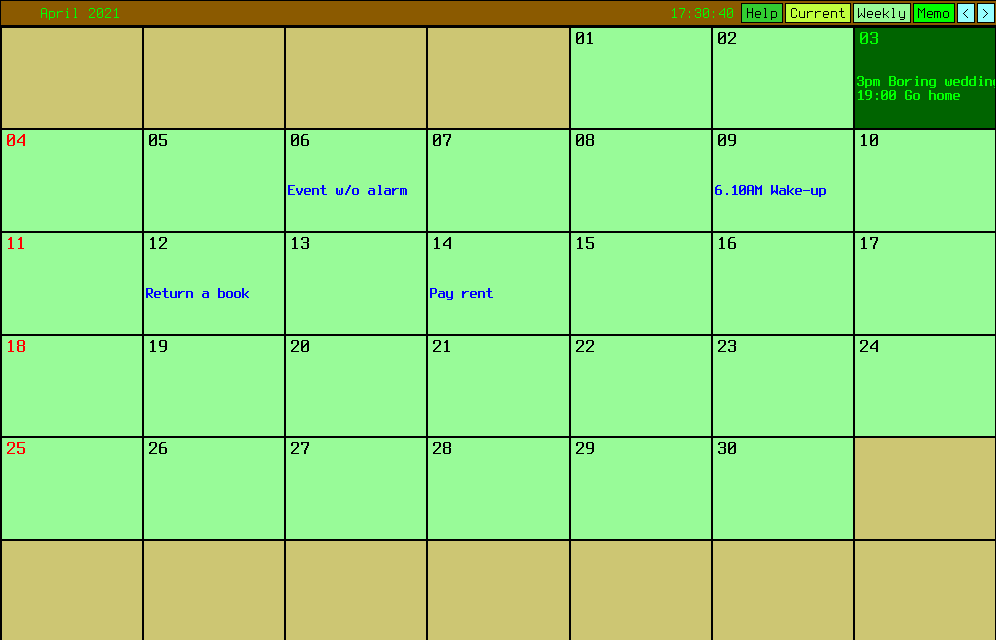 April 2021 17:30:40 Help Current Weekly Memo < >
01 02 03
3pm Boring wedding
19:00 Go home
04 05 06 07 08 09 10
Event w/o alarm 6.10AM Wake-up
11 12 13 14 15 16 17
Return a book Pay rent
18 19 20 21 22 23 24
25 26 27 28 29 30